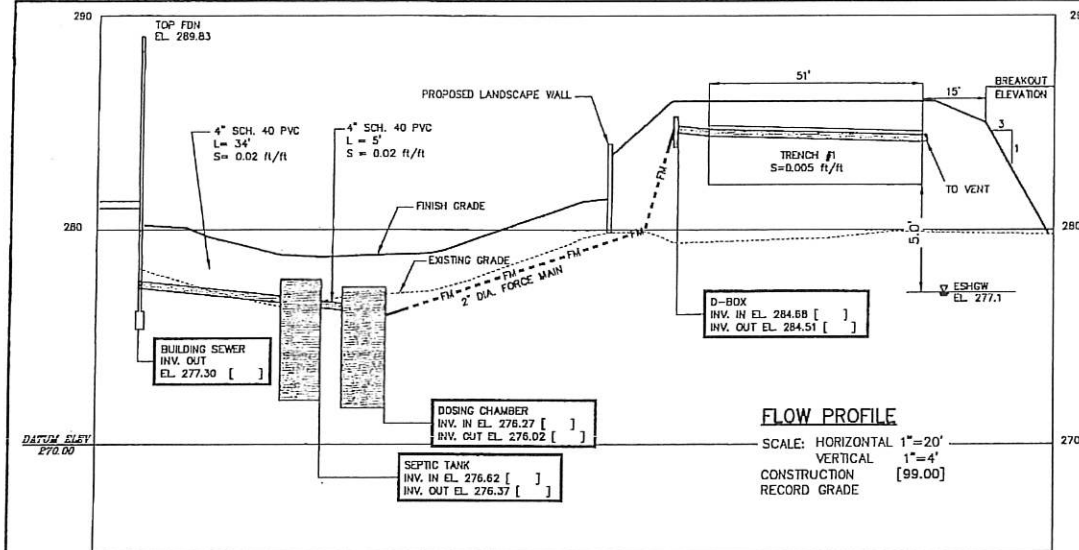 290
TOP FDN
EL. 289.83
4" SCH. 40 PVC
L= 34'
S= 0.02 ft/ft
4" SCH. 40 PVC
L = 5'
S = 0.02 ft/ft
PROPOSED LANDSCAPE WALL
51'
15'
BREAKOUT
ELEVATION
3
1
TRENCH #1
S=0.005 ft/ft
TO VENT
FINISH GRADE
280
280
EXISTING GRADE
FM
FM
FM
FM
FM
2" DIA. FORCE MAIN
5.0'
ESHGW
EL. 277.1
D-BOX
INV. IN EL. 284.68 [ ]
INV. OUT EL. 284.51 [ ]
BUILDING SEWER
INV. OUT
EL. 277.30 [ ]
DOSING CHAMBER
INV. IN EL. 276.27 [ ]
INV. OUT EL. 276.02 [ ]
SEPTIC TANK
INV. IN EL. 276.62 [ ]
INV. OUT EL. 276.37 [ ]
DATUM ELEV
270.00
270
FLOW PROFILE
SCALE: HORIZONTAL 1"=20'
VERTICAL 1"=4'
CONSTRUCTION [99.00]
RECORD GRADE